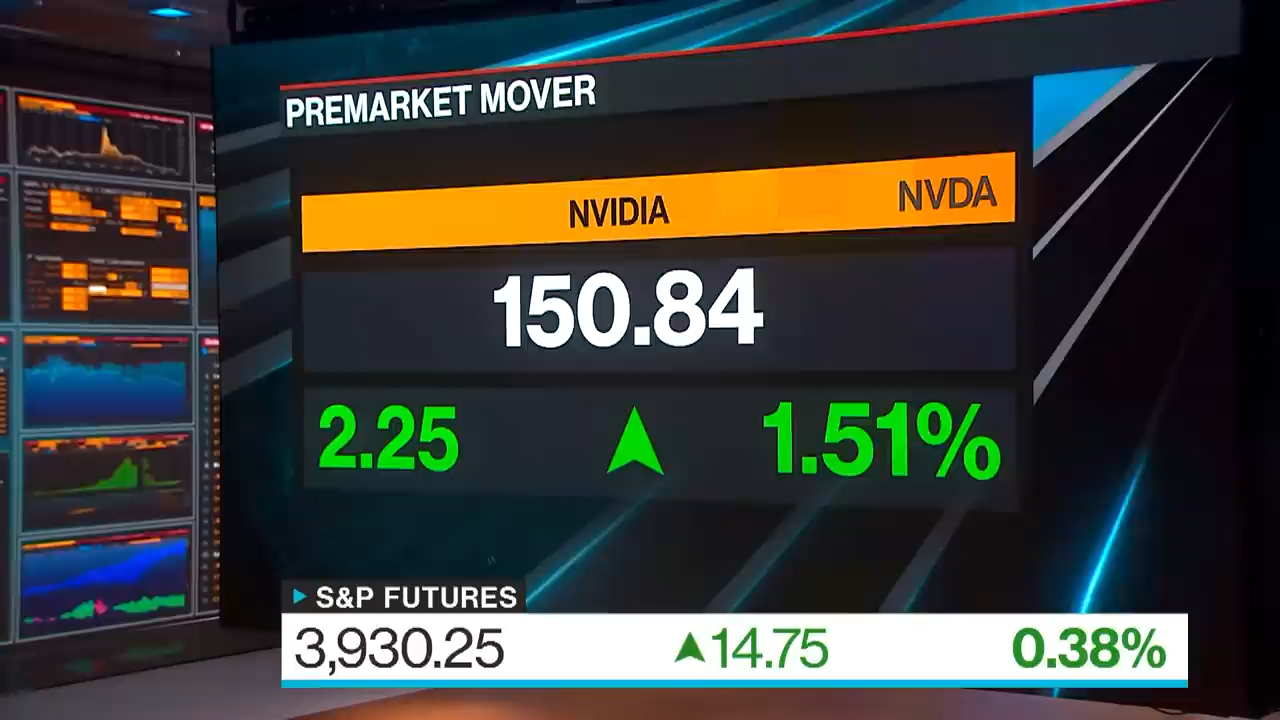 PREMARKET MOVER
NVIDIA NVDA
150.84
2.25 ▲ 1.51%
S&P FUTURES
3,930.25 ▲14.75 0.38%